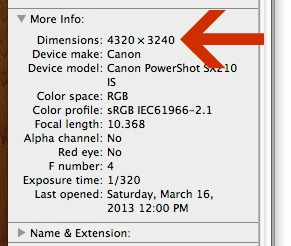 More Info:
Dimensions: 4320 × 3240
Device make: Canon
Device model: Canon PowerShot SX210
IS
Color space: RGB
Color profile: sRGB IEC61966-2.1
Focal length: 10.368
Alpha channel: No
Red eye: No
F number: 4
Exposure time: 1/320
Last opened: Saturday, March 16,
2013 12:00 PM
Name & Extension: